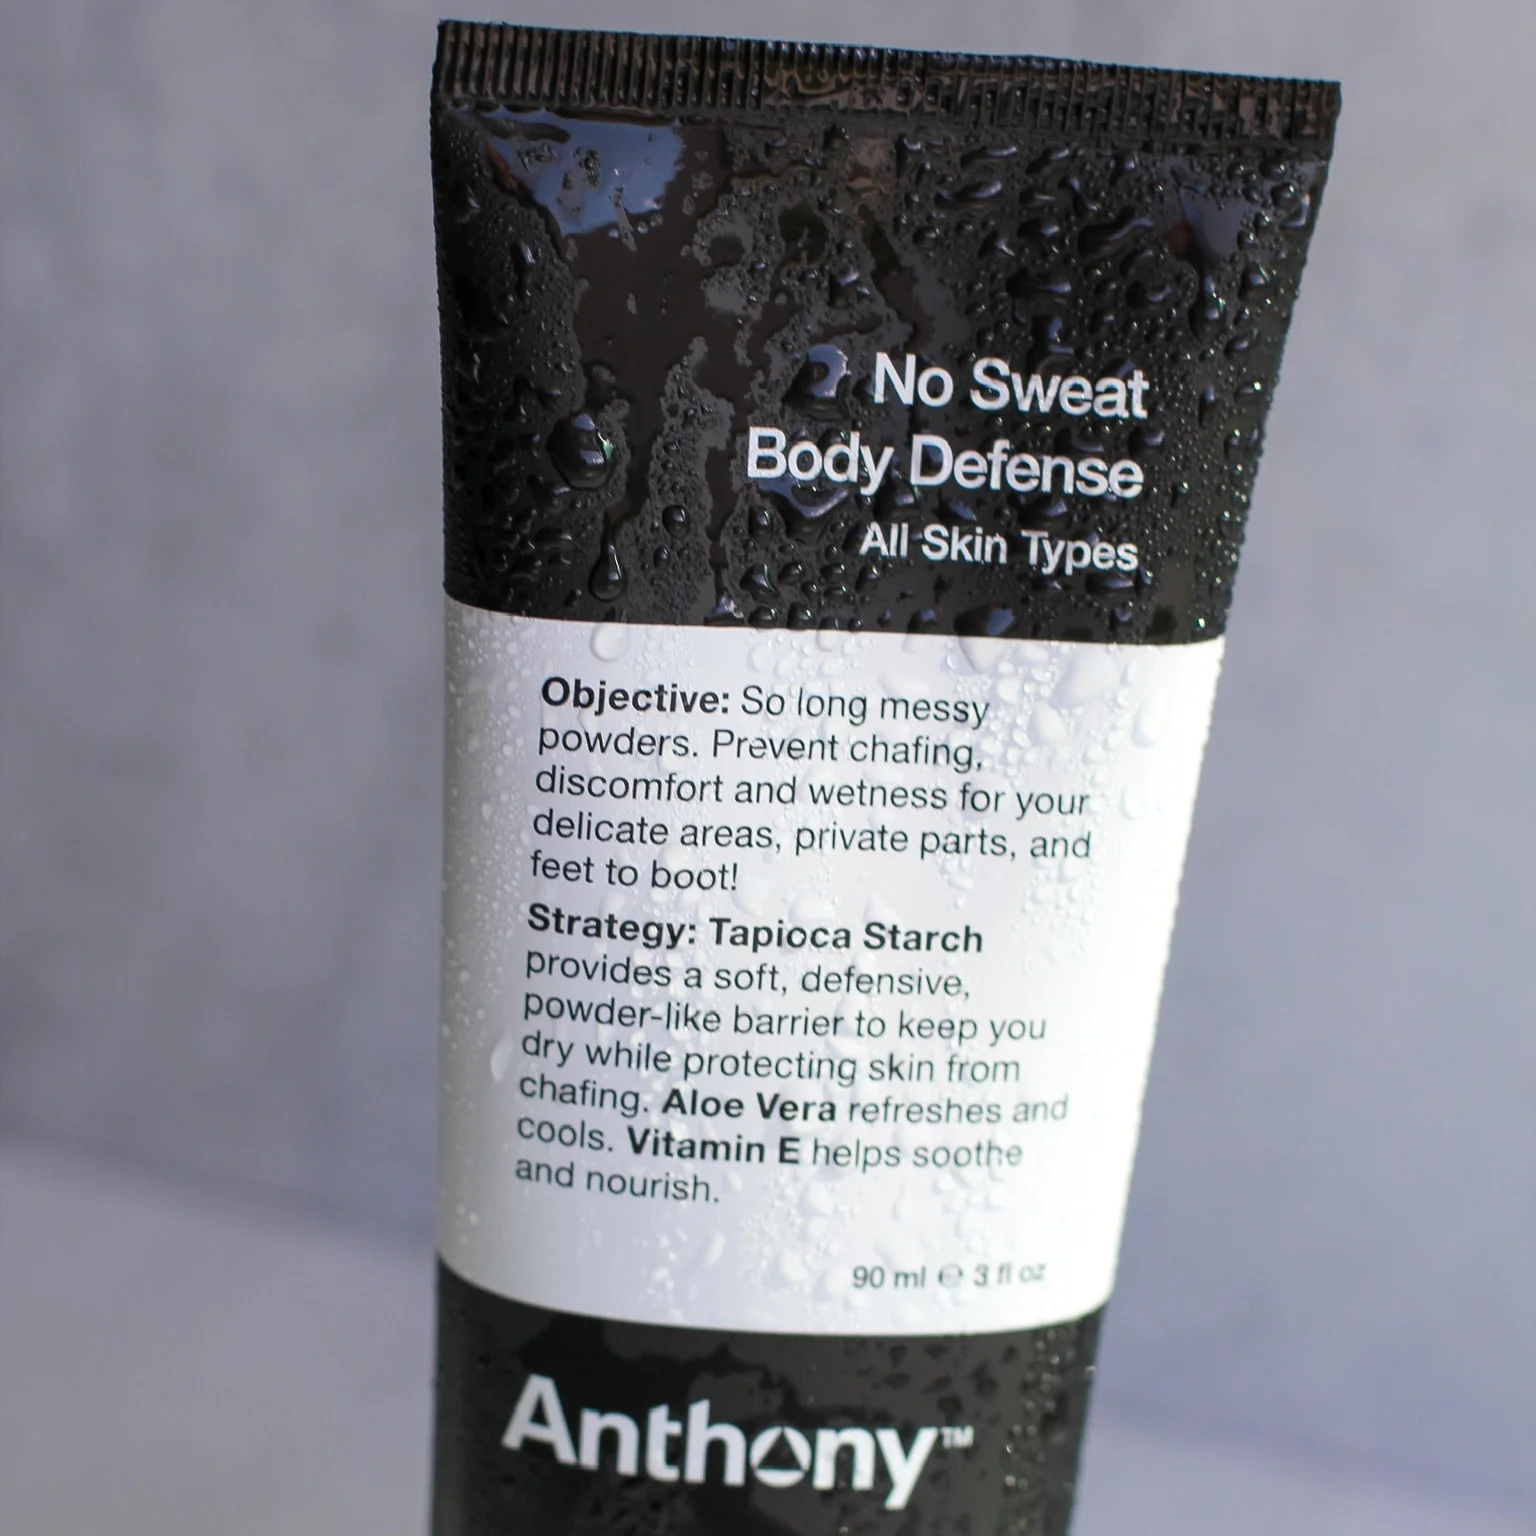 No Sweat
Body Defense
All Skin Types
Objective: So long messy
powders. Prevent chafing,
discomfort and wetness for your
delicate areas, private parts, and
feet to boot!
Strategy: Tapioca Starch
provides a soft, defensive,
powder-like barrier to keep you
dry while protecting skin from
chafing. Aloe Vera refreshes and
cools. Vitamin E helps soothe
and nourish.
90 ml ℮ 3 fl oz
Anthony™